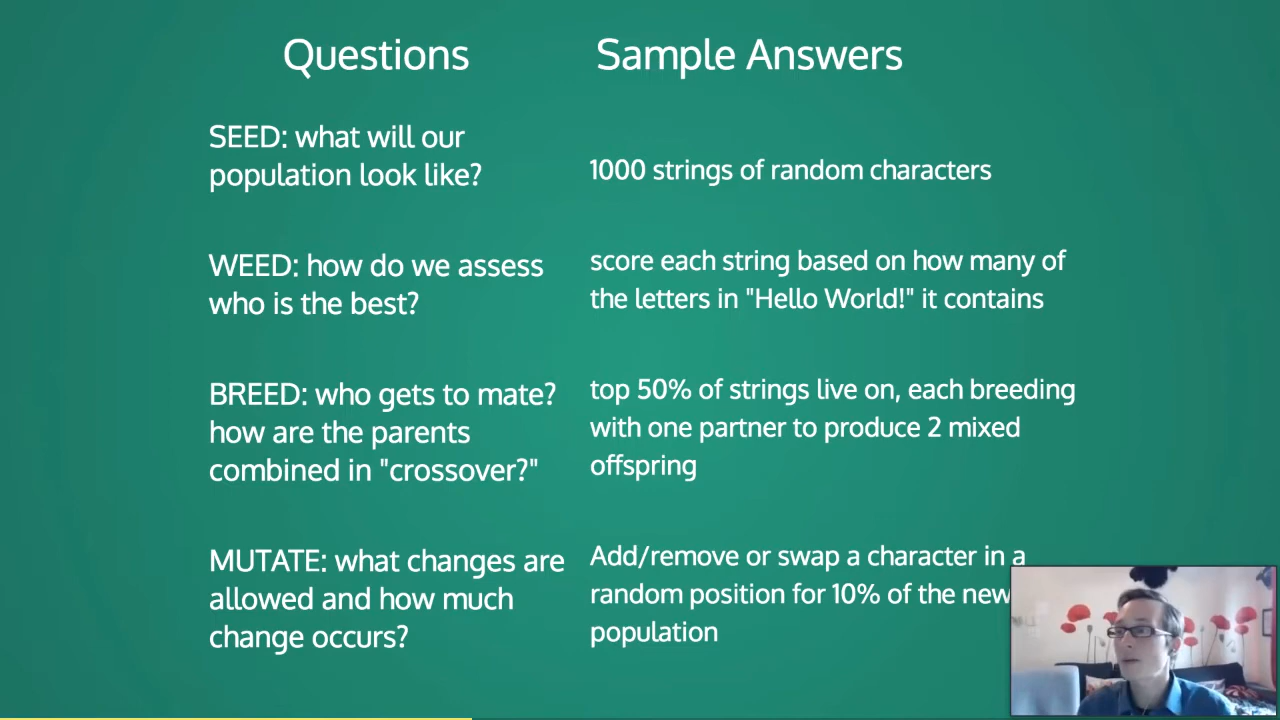 Questions
Sample Answers
SEED: what will our
population look like?
1000 strings of random characters
WEED: how do we assess
who is the best?
score each string based on how many of
the letters in "Hello World!" it contains
BREED: who gets to mate?
how are the parents
combined in "crossover?"
top 50% of strings live on, each breeding
with one partner to produce 2 mixed
offspring
MUTATE: what changes are
allowed and how much
change occurs?
Add/remove or swap a character in a
random position for 10% of the new
population